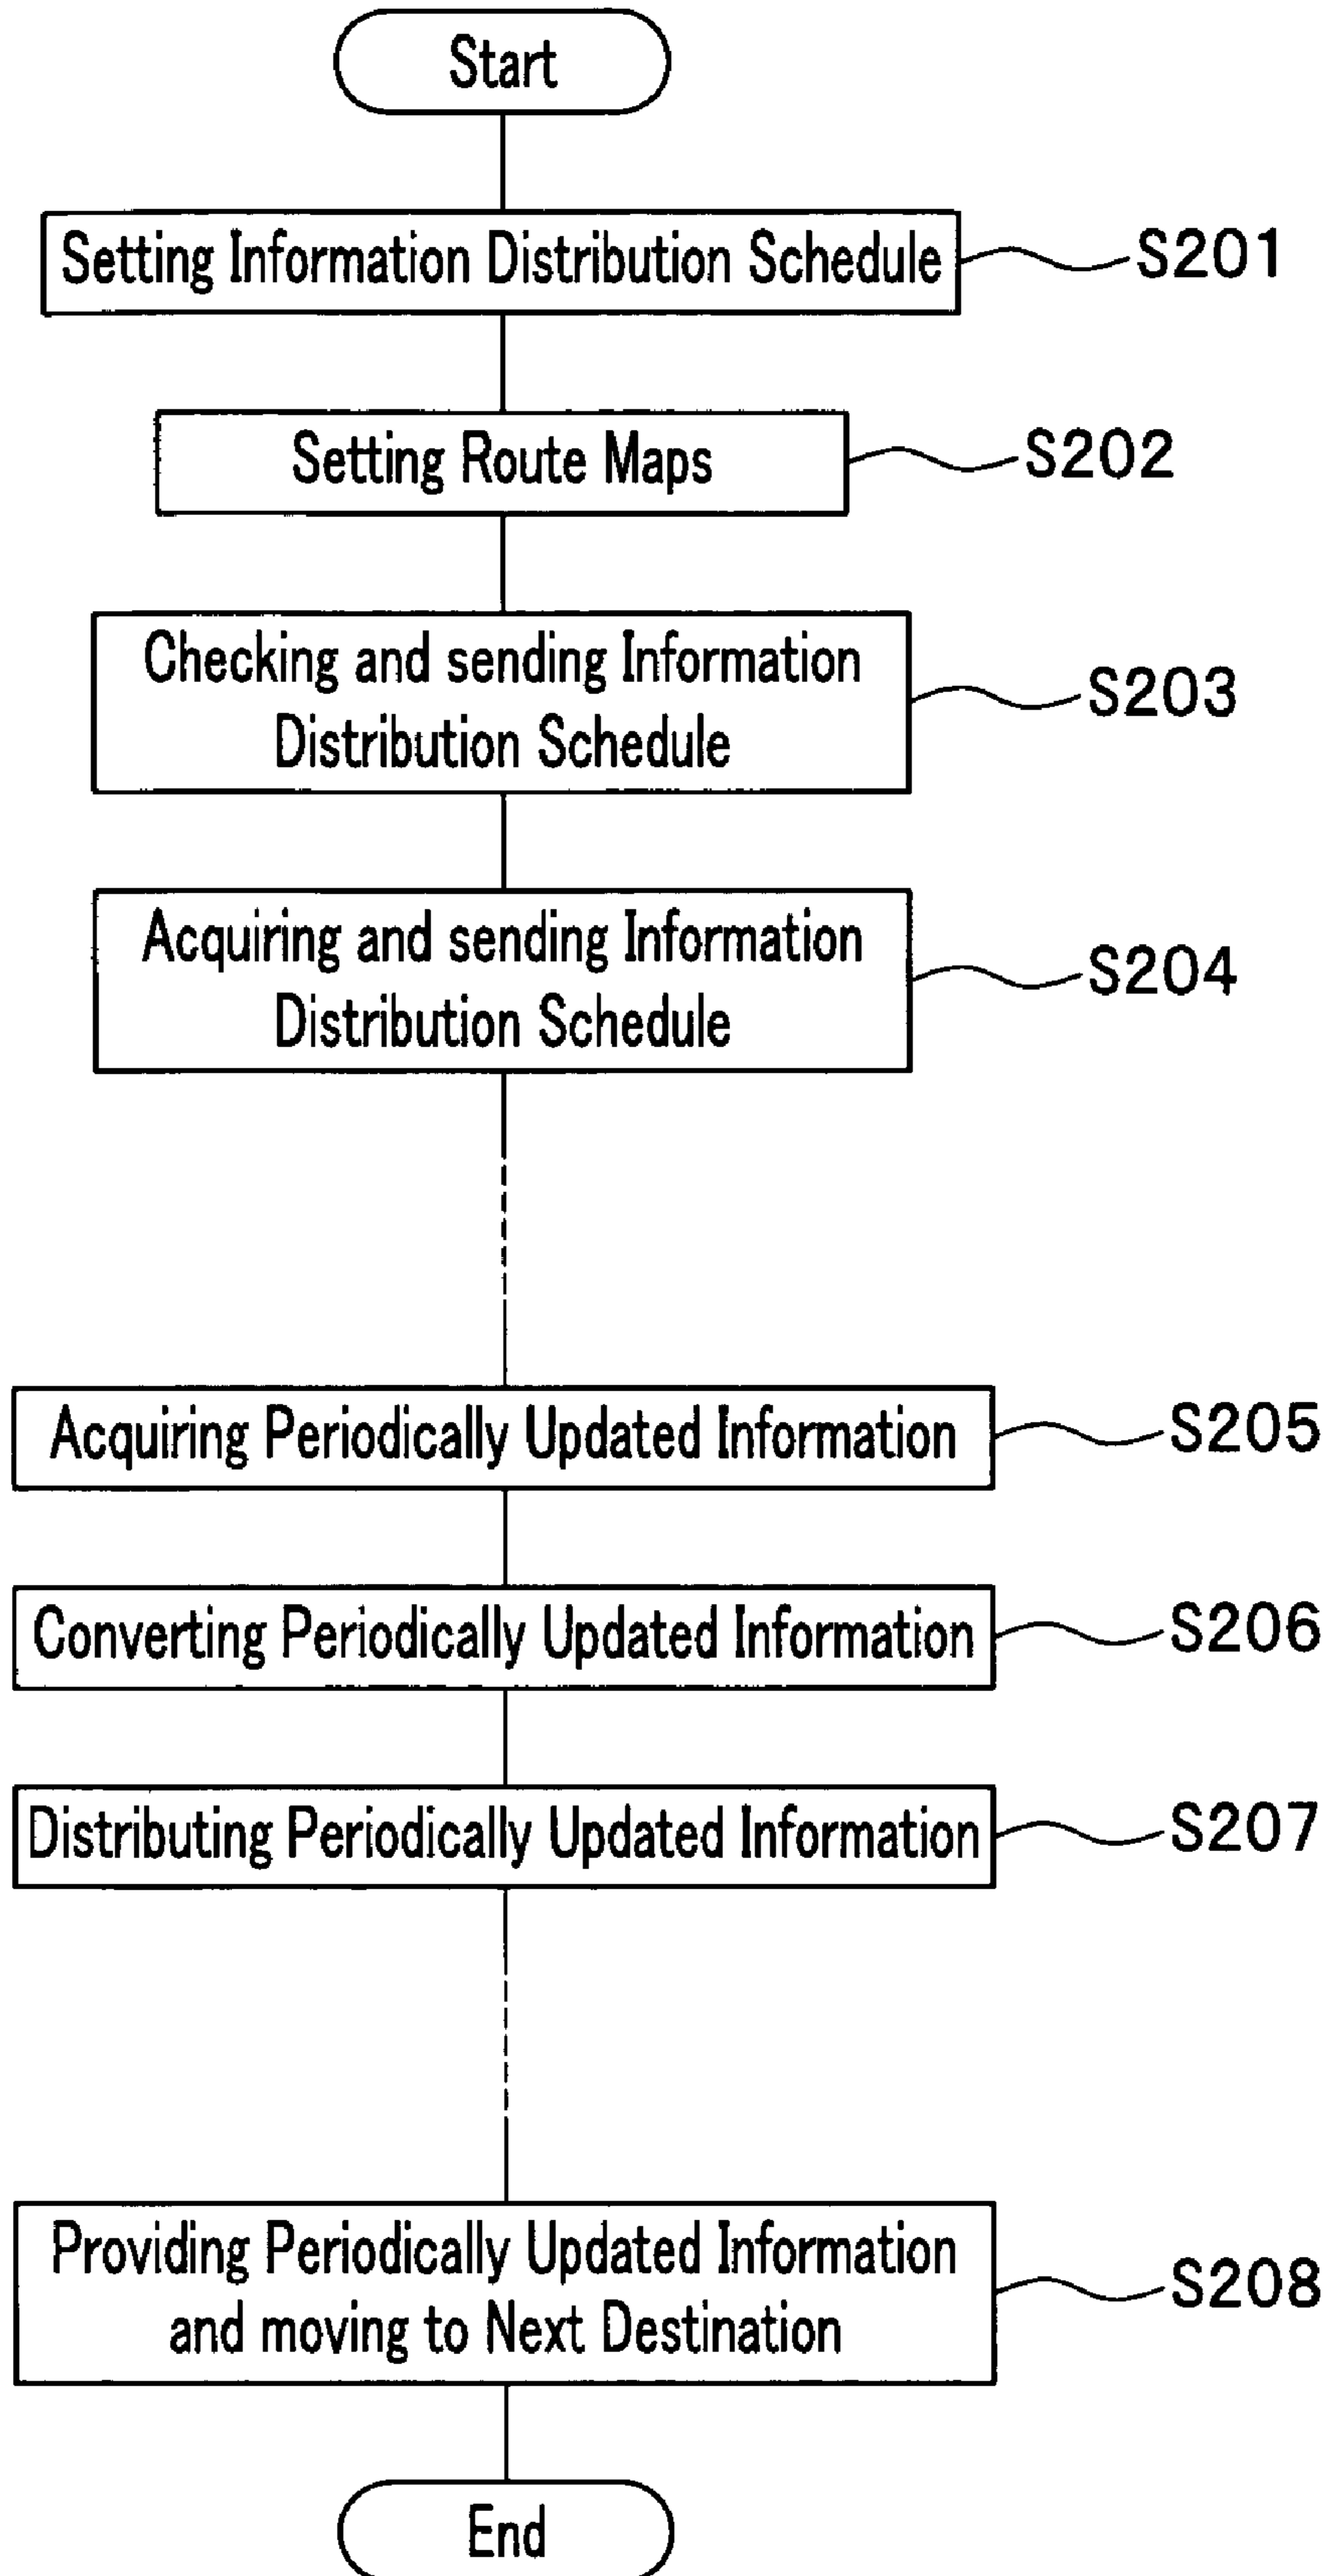 Start
Setting Information Distribution Schedule
S201
Setting Route Maps
S202
Checking and sending Information
Distribution Schedule
S203
Acquiring and sending Information
Distribution Schedule
S204
Acquiring Periodically Updated Information
S205
Converting Periodically Updated Information
S206
Distributing Periodically Updated Information
S207
Providing Periodically Updated Information
and moving to Next Destination
S208
End